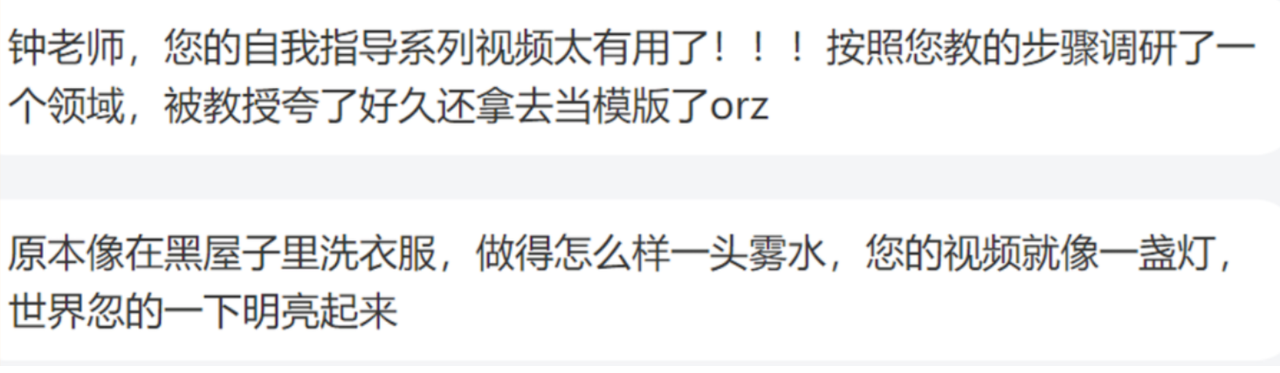 钟老师，您的自我指导系列视频太有用了！！！按照您教的步骤调研了一
个领域，被教授夸了好久还拿去当模版了orz
原本像在黑屋子里洗衣服，做得怎么样一头雾水，您的视频就像一盏灯，
世界忽的一下明亮起来